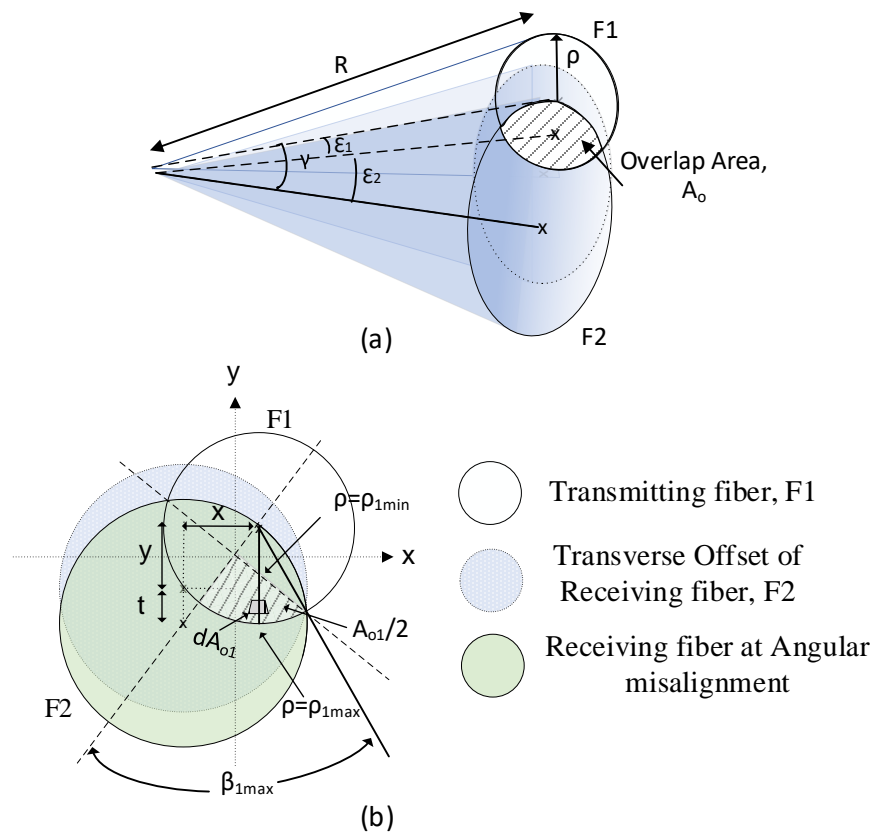 F1
R
ρ
ε1
γ
ε2
x
x
Overlap Area,
Ao
F2
(a)
y
F1
ρ=ρ1min
x
x
y
t
x
x
dAo1
Ao1/2
ρ=ρ1max
F2
β1max
(b)
Transmitting fiber, F1
Transverse Offset of
Receiving fiber, F2
Receiving fiber at Angular
misalignment